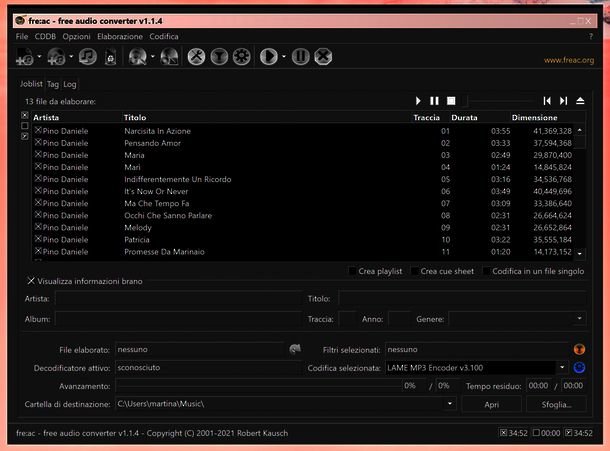 fre:ac - free audio converter v1.1.4
File CDDB Opzioni Elaborazione Codifica ?
www.freac.org
Joblist Tag Log
13 file da elaborare:
Artista Titolo Traccia Durata Dimensione
Pino Daniele Narcisita In Azione 01 03:55 41,369,328
Pino Daniele Pensando Amor 02 03:33 37,594,368
Pino Daniele Maria 03 02:49 29,870,400
Pino Daniele Mari 04 01:24 14,845,824
Pino Daniele Indifferentemente Un Ricordo 05 03:16 34,536,768
Pino Daniele It's Now Or Never 06 03:49 40,449,696
Pino Daniele Ma Che Tempo Fa 07 03:09 33,386,640
Pino Daniele Occhi Che Sanno Parlare 08 02:31 26,664,624
Pino Daniele Melody 09 02:31 26,652,864
Pino Daniele Patricia 10 03:22 35,555,184
Pino Daniele Promesse Da Marinaio 11 01:20 14,173,152
Crea playlist Crea cue sheet Codifica in un file singolo
Visualizza informazioni brano
Artista: Titolo:
Album: Traccia: Anno: Genere:
File elaborato: nessuno Filtri selezionati: nessuno
Decodificatore attivo: sconosciuto Codifica selezionata: LAME MP3 Encoder v3.100
Avanzamento: 0% / 0% Tempo residuo: 00:00 / 00:00
Cartella di destinazione: C:\Users\martina\Music\ Apri Sfoglia...
fre:ac - free audio converter v1.1.4 - Copyright (C) 2001-2021 Robert Kausch 34:52 00:00 34:52